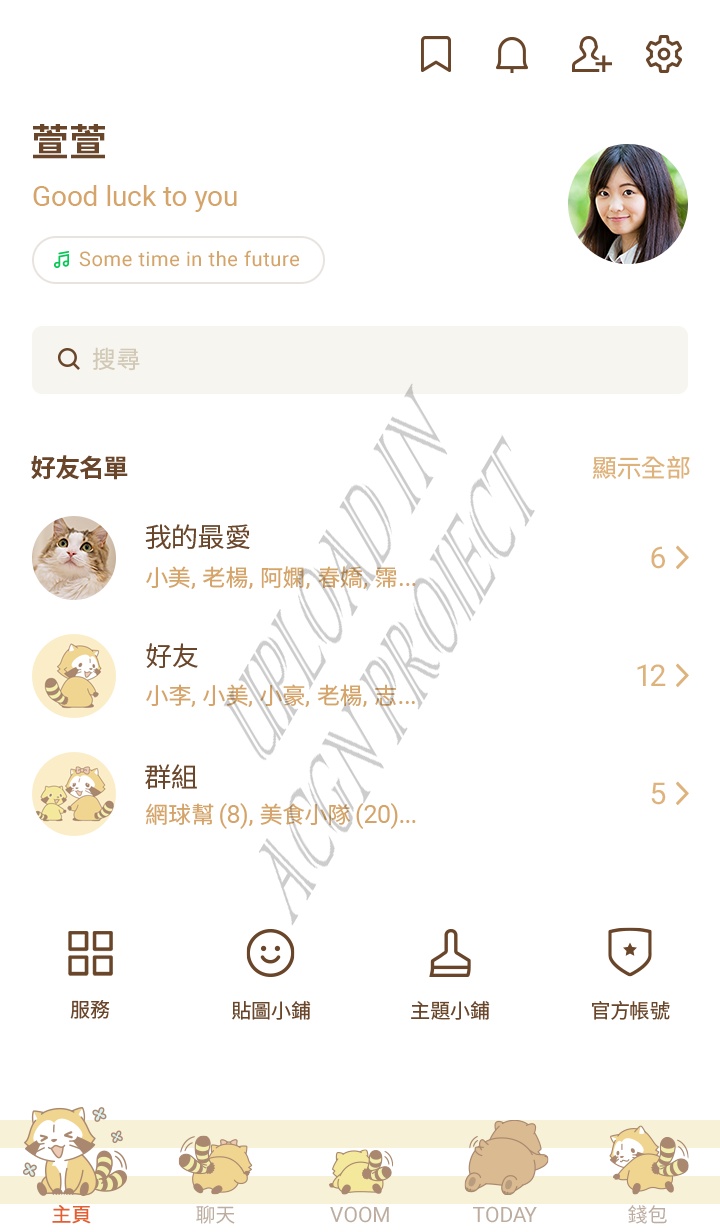 萱萱
Good luck to you
Some time in the future
搜尋
好友名單
顯示全部
我的最愛
6
小美, 老楊, 阿嫻, 春嬌, 霈...
好友
12
小李, 小美, 小豪, 老楊, 志...
群組
5
網球幫 (8), 美食小隊 (20)...
UPLOAD IN
ACGN PROJECT
服務
貼圖小鋪
主題小鋪
官方帳號
主頁
聊天
VOOM
TODAY
錢包